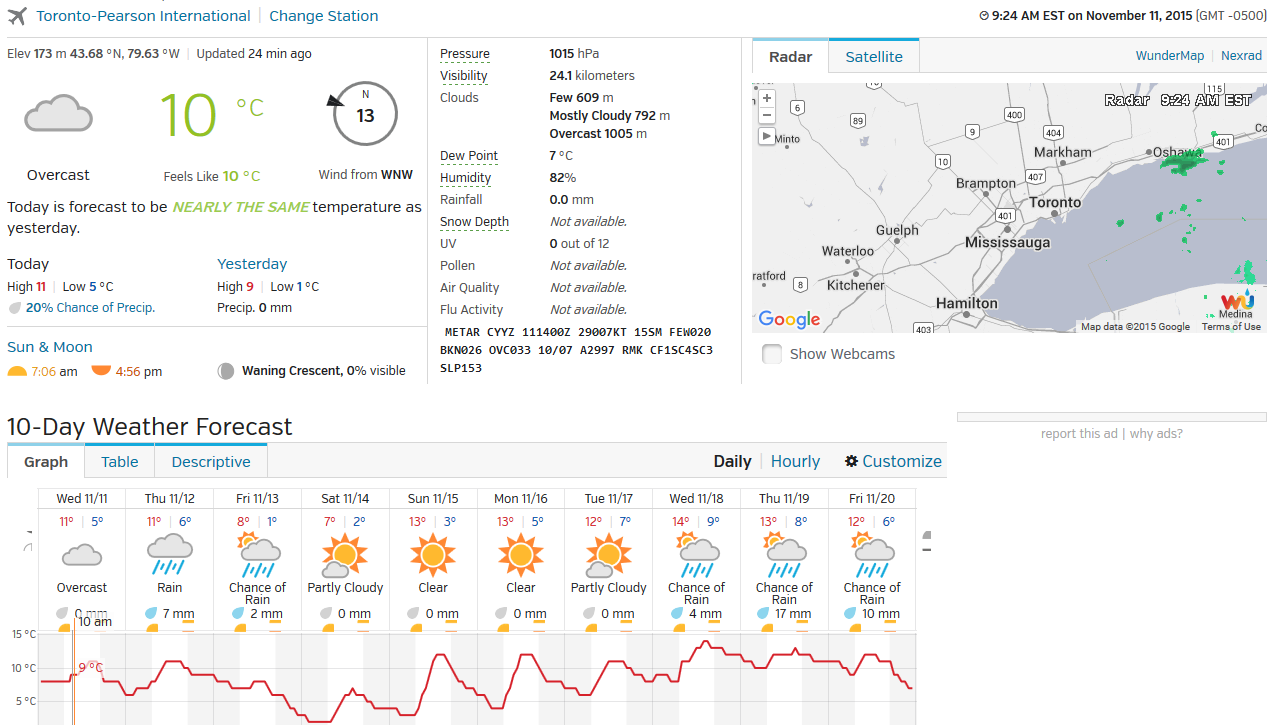 Toronto-Pearson International | Change Station
9:24 AM EST on November 11, 2015 (GMT -0500)
Elev 173 m 43.68 °N, 79.63 °W | Updated 24 min ago
10 °C
N
13
Overcast
Feels Like 10 °C
Wind from WNW
Today is forecast to be NEARLY THE SAME temperature as
yesterday.
Today
High 11 | Low 5 °C
20% Chance of Precip.
Yesterday
High 9 | Low 1 °C
Precip. 0 mm
Sun & Moon
7:06 am
4:56 pm
Waning Crescent, 0% visible
Pressure 1015 hPa
Visibility 24.1 kilometers
Clouds Few 609 m
Mostly Cloudy 792 m
Overcast 1005 m
Dew Point 7 °C
Humidity 82%
Rainfall 0.0 mm
Snow Depth Not available.
UV 0 out of 12
Pollen Not available.
Air Quality Not available.
Flu Activity Not available.
METAR CYYZ 111400Z 29007KT 15SM FEW020
BKN026 OVC033 10/07 A2997 RMK CF1SC4SC3
SLP153
Radar Satellite
WunderMap | Nexrad
+
−
Radar 9:24 AM EST
115
6
89
400
9
404
401
Co
Minto
Markham
Oshawa
10
407
Brampton
401
Toronto
Guelph
Mississauga
Waterloo
ratford
8
Kitchener
Hamilton
403
Medina
Google
WU
Map data ©2015 Google Terms of Use
Show Webcams
10-Day Weather Forecast
report this ad | why ads?
Graph Table Descriptive
Daily | Hourly Customize
Wed 11/11 Thu 11/12 Fri 11/13 Sat 11/14 Sun 11/15 Mon 11/16 Tue 11/17 Wed 11/18 Thu 11/19 Fri 11/20
11° | 5° 11° | 6° 8° | 1° 7° | 2° 13° | 3° 13° | 5° 12° | 7° 14° | 9° 13° | 8° 12° | 6°
Overcast Rain Chance of Rain Partly Cloudy Clear Clear Partly Cloudy Chance of Rain Chance of Rain Chance of Rain
0 mm 7 mm 2 mm 0 mm 0 mm 0 mm 0 mm 4 mm 17 mm 10 mm
10 am
15 °C
9 °C
10 °C
5 °C